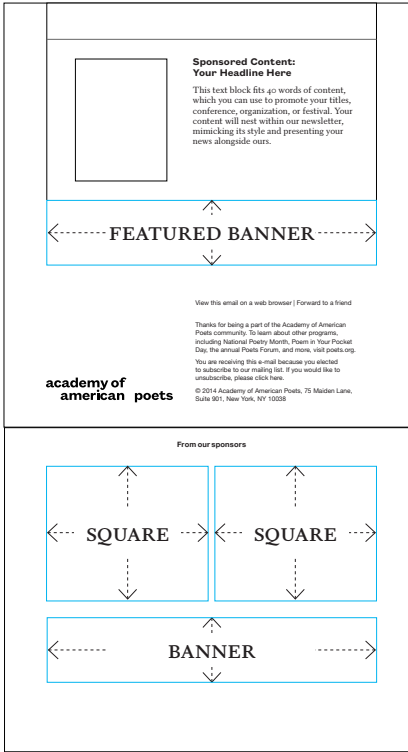 Sponsored Content:
Your Headline Here
This text block fits 40 words of content,
which you can use to promote your titles,
conference, organization, or festival. Your
content will nest within our newsletter,
mimicking its style and presenting your
news alongside ours.
FEATURED BANNER
View this email on a web browser | Forward to a friend
Thanks for being a part of the Academy of American
Poets community. To learn about other programs,
including National Poetry Month, Poem in Your Pocket
Day, the annual Poets Forum, and more, visit poets.org.
You are receiving this e-mail because you elected
to subscribe to our mailing list. If you would like to
unsubscribe, please click here.
© 2014 Academy of American Poets, 75 Maiden Lane,
Suite 901, New York, NY 10038
academy of
american poets
From our sponsors
SQUARE
SQUARE
BANNER